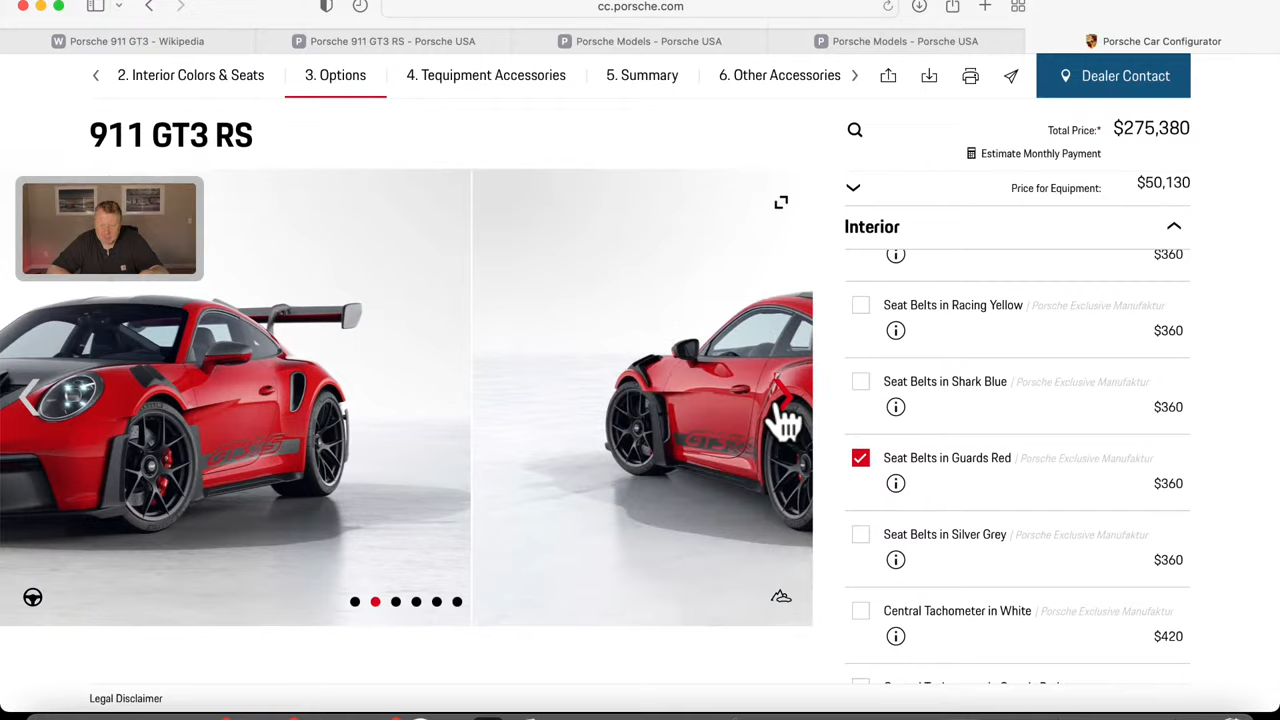 cc.porsche.com
W Porsche 911 GT3 - Wikipedia
P Porsche 911 GT3 RS - Porsche USA
P Porsche Models - Porsche USA
P Porsche Models - Porsche USA
Porsche Car Configurator
2. Interior Colors & Seats
3. Options
4. Tequipment Accessories
5. Summary
6. Other Accessories
Dealer Contact
911 GT3 RS
Total Price:* $275,380
Estimate Monthly Payment
Price for Equipment: $50,130
Interior
$360
Seat Belts in Racing Yellow / Porsche Exclusive Manufaktur
$360
Seat Belts in Shark Blue / Porsche Exclusive Manufaktur
$360
Seat Belts in Guards Red / Porsche Exclusive Manufaktur
$360
Seat Belts in Silver Grey / Porsche Exclusive Manufaktur
$360
Central Tachometer in White / Porsche Exclusive Manufaktur
$420
GT3 RS
GT3
Legal Disclaimer